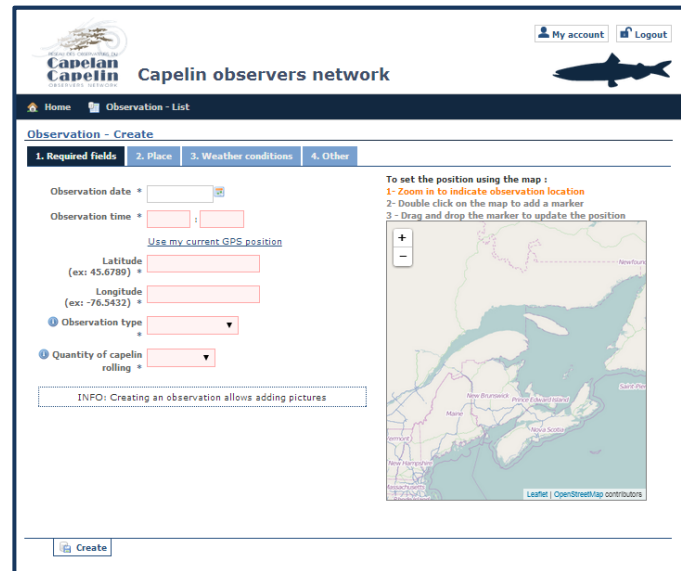 My account
Logout
Capelan
Capelin
OBSERVERS NETWORK
Capelin observers network
Home
Observation - List
Observation - Create
1. Required fields
2. Place
3. Weather conditions
4. Other
Observation date *
Observation time * :
Use my current GPS position
Latitude
(ex: 45.6789) *
Longitude
(ex: -76.5432) *
Observation type
*
Quantity of capelin
rolling *
INFO: Creating an observation allows adding pictures
To set the position using the map :
1- Zoom in to indicate observation location
2- Double click on the map to add a marker
3 - Drag and drop the marker to update the position
+
−
New Brunswick
Prince Edward Island
Maine
Nova Scotia
New Hampshire
Massachusetts
Leaflet | OpenStreetMap contributors
Create